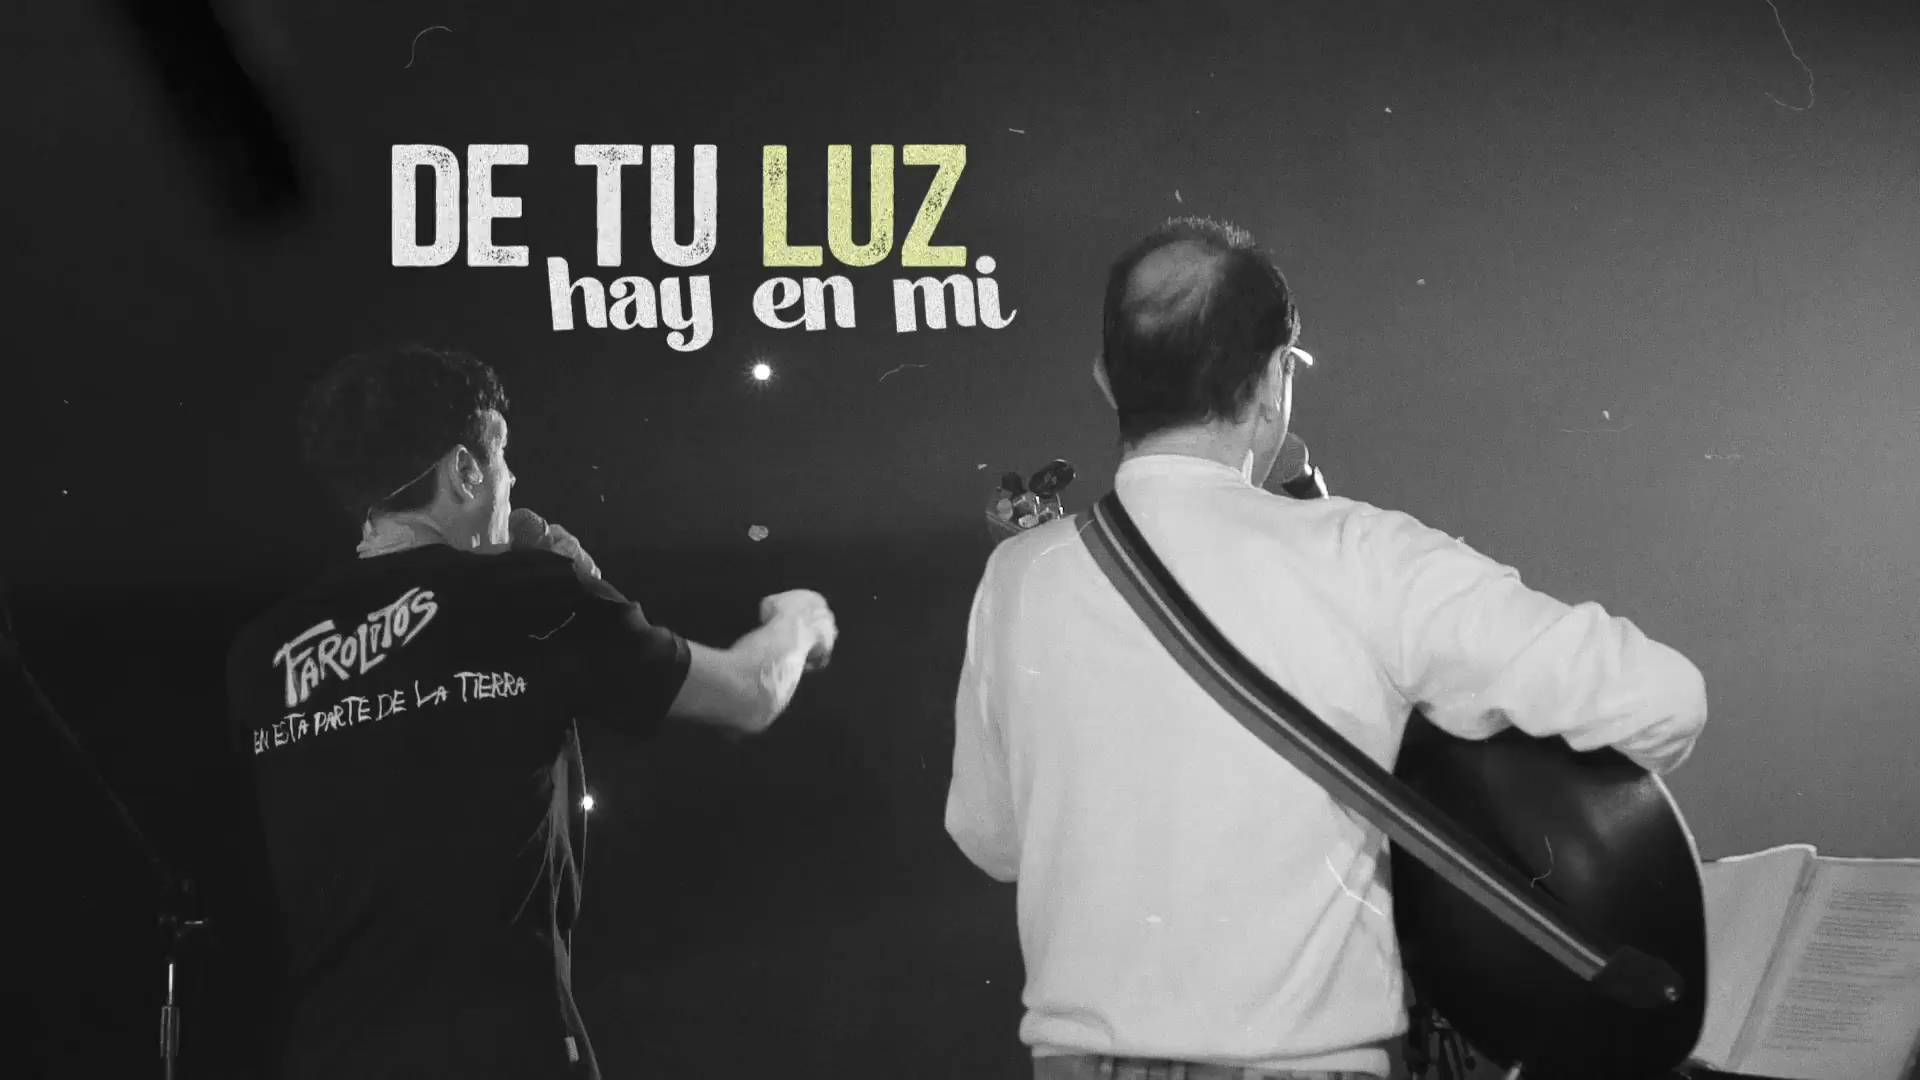 DE TU LUZ
hay en mi
FAROLITOS
EN ESTA PARTE DE LA TIERRA